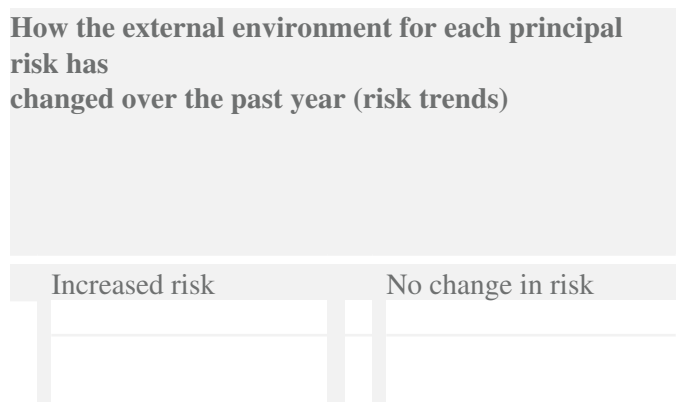 How the external environment for each principal
risk has
changed over the past year (risk trends)
Increased risk
No change in risk